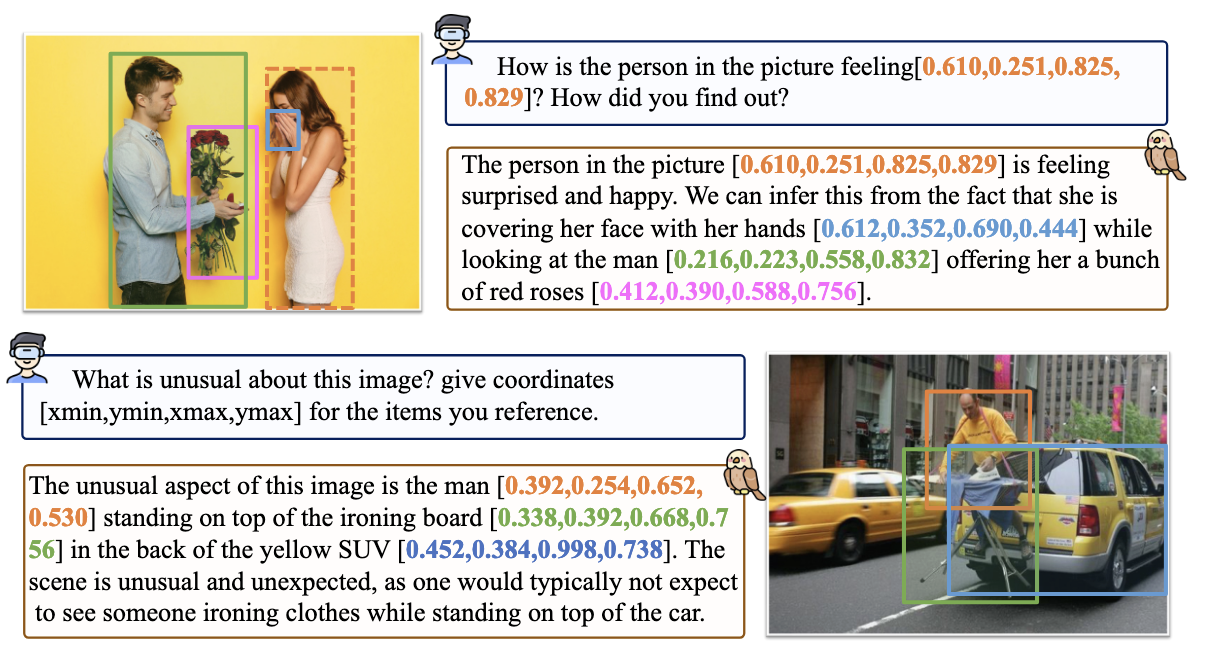 How is the person in the picture feeling[0.610,0.251,0.825,
0.829]? How did you find out?
The person in the picture [0.610,0.251,0.825,0.829] is feeling
surprised and happy. We can infer this from the fact that she is
covering her face with her hands [0.612,0.352,0.690,0.444] while
looking at the man [0.216,0.223,0.558,0.832] offering her a bunch
of red roses [0.412,0.390,0.588,0.756].
What is unusual about this image? give coordinates
[xmin,ymin,xmax,ymax] for the items you reference.
The unusual aspect of this image is the man [0.392,0.254,0.652,
0.530] standing on top of the ironing board [0.338,0.392,0.668,0.7
56] in the back of the yellow SUV [0.452,0.384,0.998,0.738]. The
scene is unusual and unexpected, as one would typically not expect
to see someone ironing clothes while standing on top of the car.